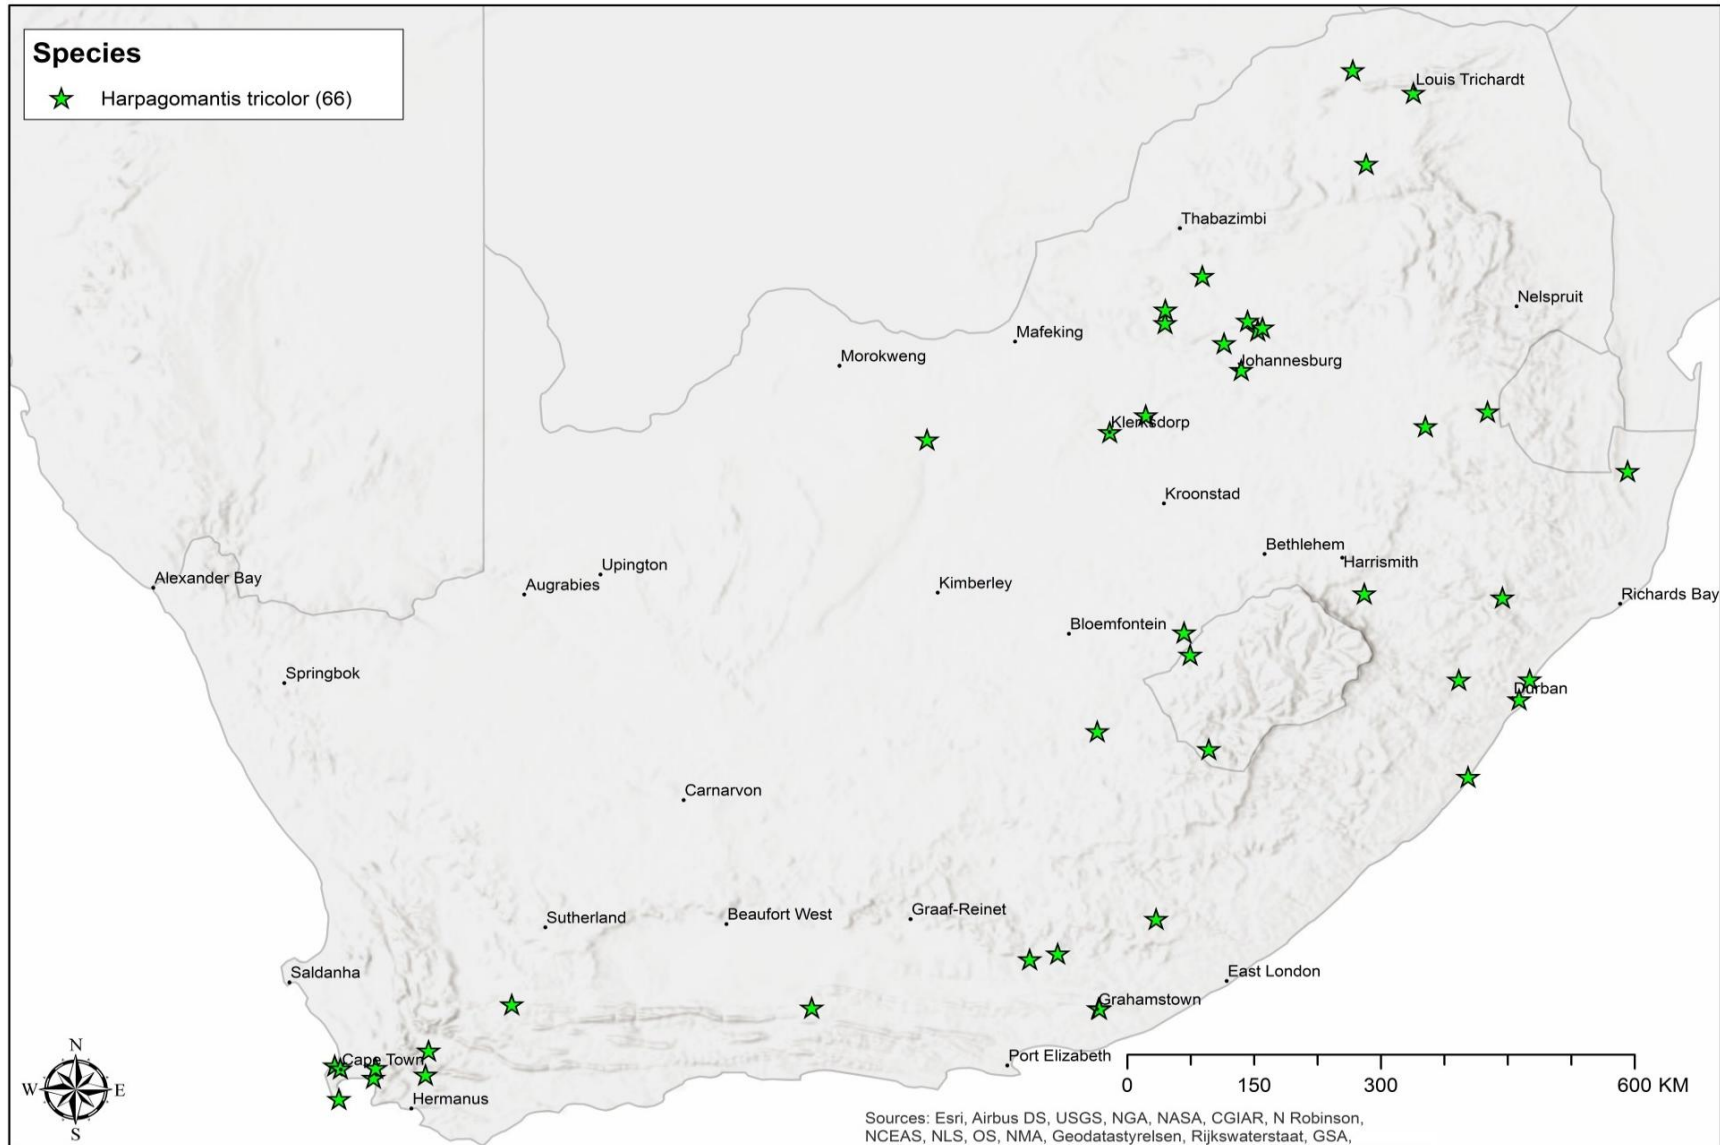 Species
Harpagomantis tricolor (66)
Louis Trichardt
Thabazimbi
Nelspruit
Mafeking
Morokweng
Johannesburg
Klerksdorp
Kroonstad
Bethlehem
Harrismith
Upington
Alexander Bay
Augrabies
Kimberley
Richards Bay
Bloemfontein
Springbok
Durban
Carnarvon
Graaf-Reinet
Beaufort West
Sutherland
Saldanha
East London
Grahamstown
Cape Town
Port Elizabeth
Hermanus
N
W E
S
0 150 300 600 KM
Sources: Esri, Airbus DS, USGS, NGA, NASA, CGIAR, N Robinson,
NCEAS, NLS, OS, NMA, Geodatastyrelsen, Rijkswaterstaat, GSA,